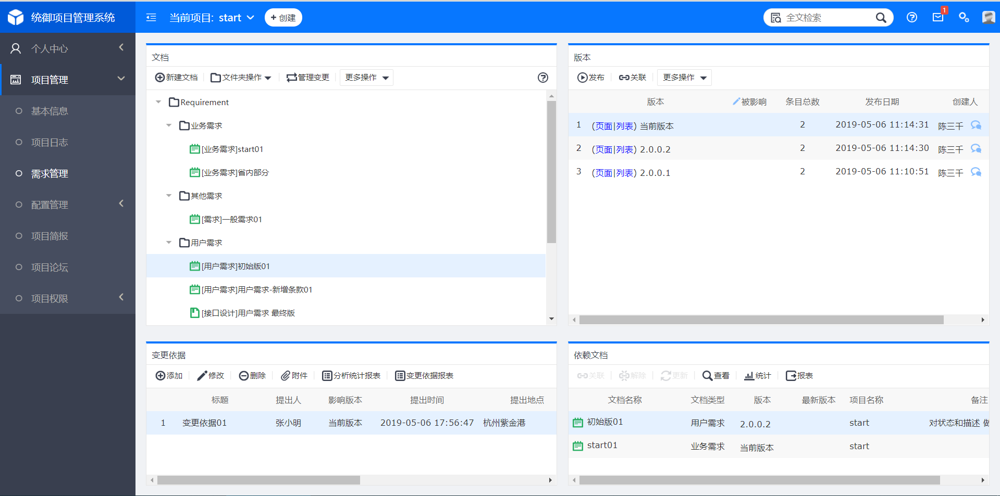 统御项目管理系统
当前项目: start
+ 创建
全文检索
1
个人中心
项目管理
基本信息
项目日志
需求管理
配置管理
项目简报
项目论坛
项目权限
文档
新建文档 文件夹操作 管理变更 更多操作
Requirement
业务需求
[业务需求]start01
[业务需求]省内部分
其他需求
[需求]一般需求01
用户需求
[用户需求]初始版01
[用户需求]用户需求-新增条款01
[接口设计]用户需求 最终版
版本
发布 关联 更多操作
版本 被影响 条目总数 发布日期 创建人
1 (页面|列表) 当前版本 2 2019-05-06 11:14:31 陈三千
2 (页面|列表) 2.0.0.2 2 2019-05-06 11:14:30 陈三千
3 (页面|列表) 2.0.0.1 2 2019-05-06 11:10:51 陈三千
变更依据
添加 修改 删除 附件 分析统计报表 变更依据报表
标题 提出人 影响版本 提出时间 提出地点
1 变更依据01 张小明 当前版本 2019-05-06 17:56:47 杭州紫金港
依赖文档
关联 解除 更新 查看 统计 报表
文档名称 文档类型 版本 最新版本 项目名称 备注
初始版01 用户需求 2.0.0.2 start 对状态和描述 做
start01 业务需求 当前版本 start